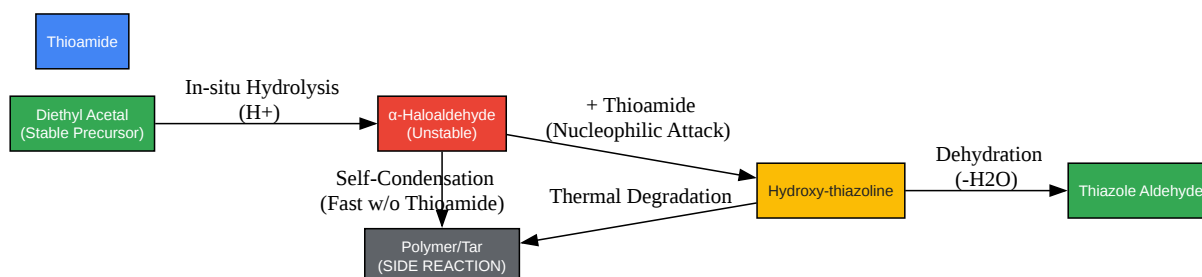 Thioamide
Diethyl Acetal
(Stable Precursor)
In-situ Hydrolysis
(H+)
α-Haloaldehyde
(Unstable)
+ Thioamide
(Nucleophilic Attack)
Self-Condensation
(Fast w/o Thioamide)
Thermal Degradation
Hydroxy-thiazoline
Dehydration
(-H2O)
Thiazole Aldehyde
Polymer/Tar
(SIDE REACTION)